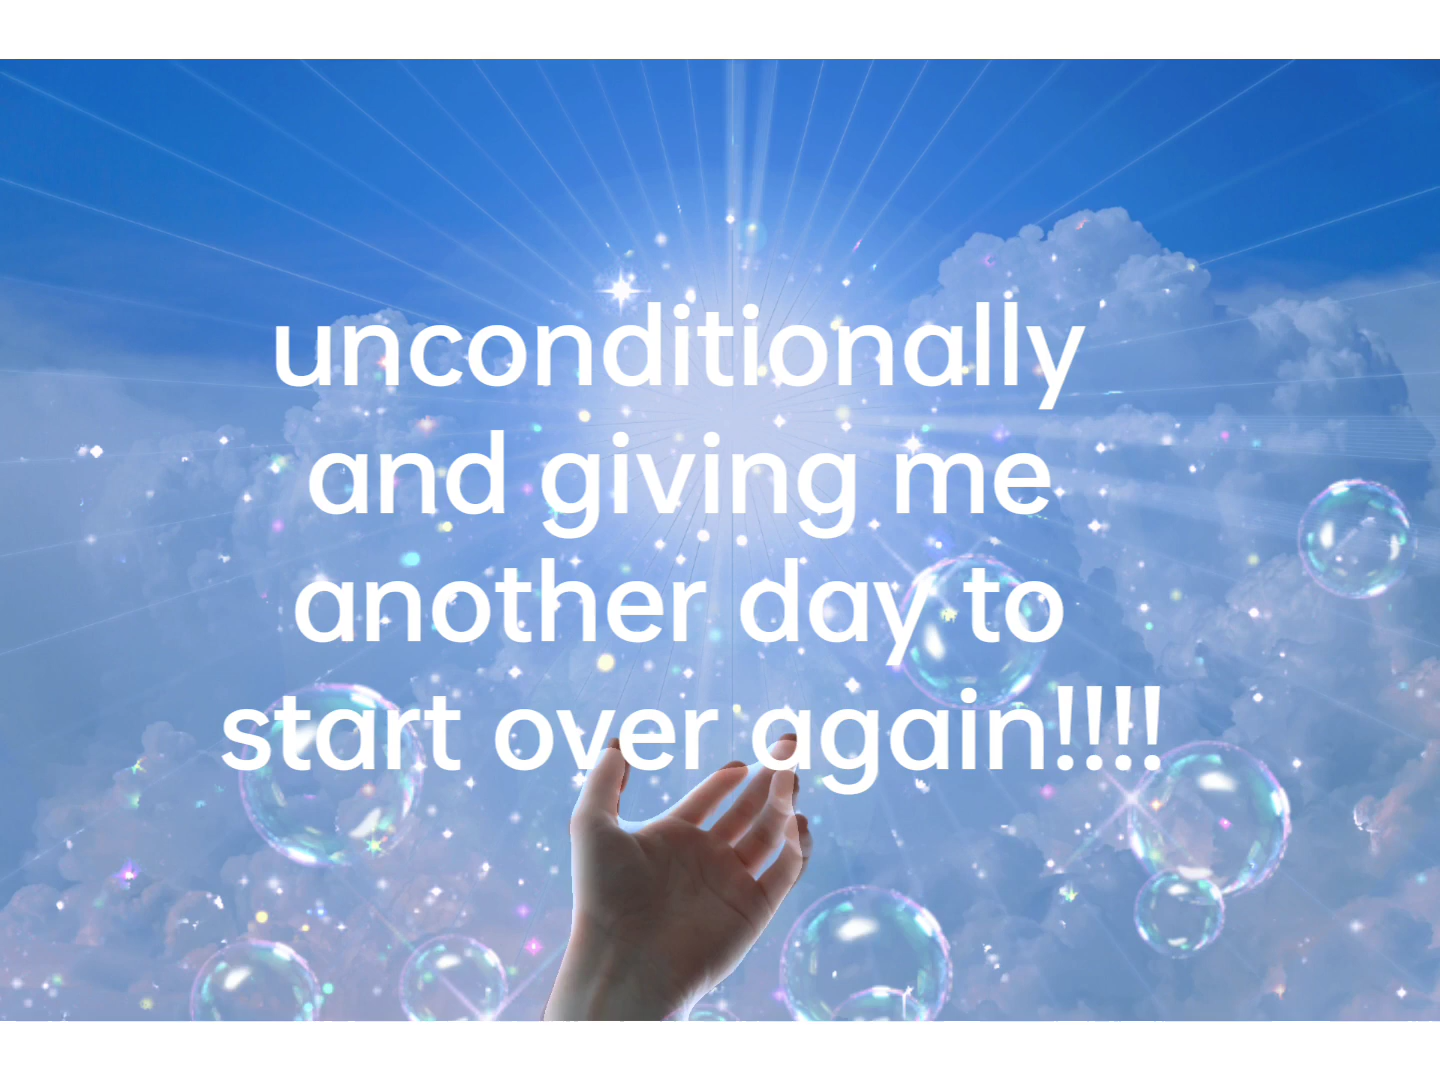 unconditionally
and giving me
another day to
start over again!!!!